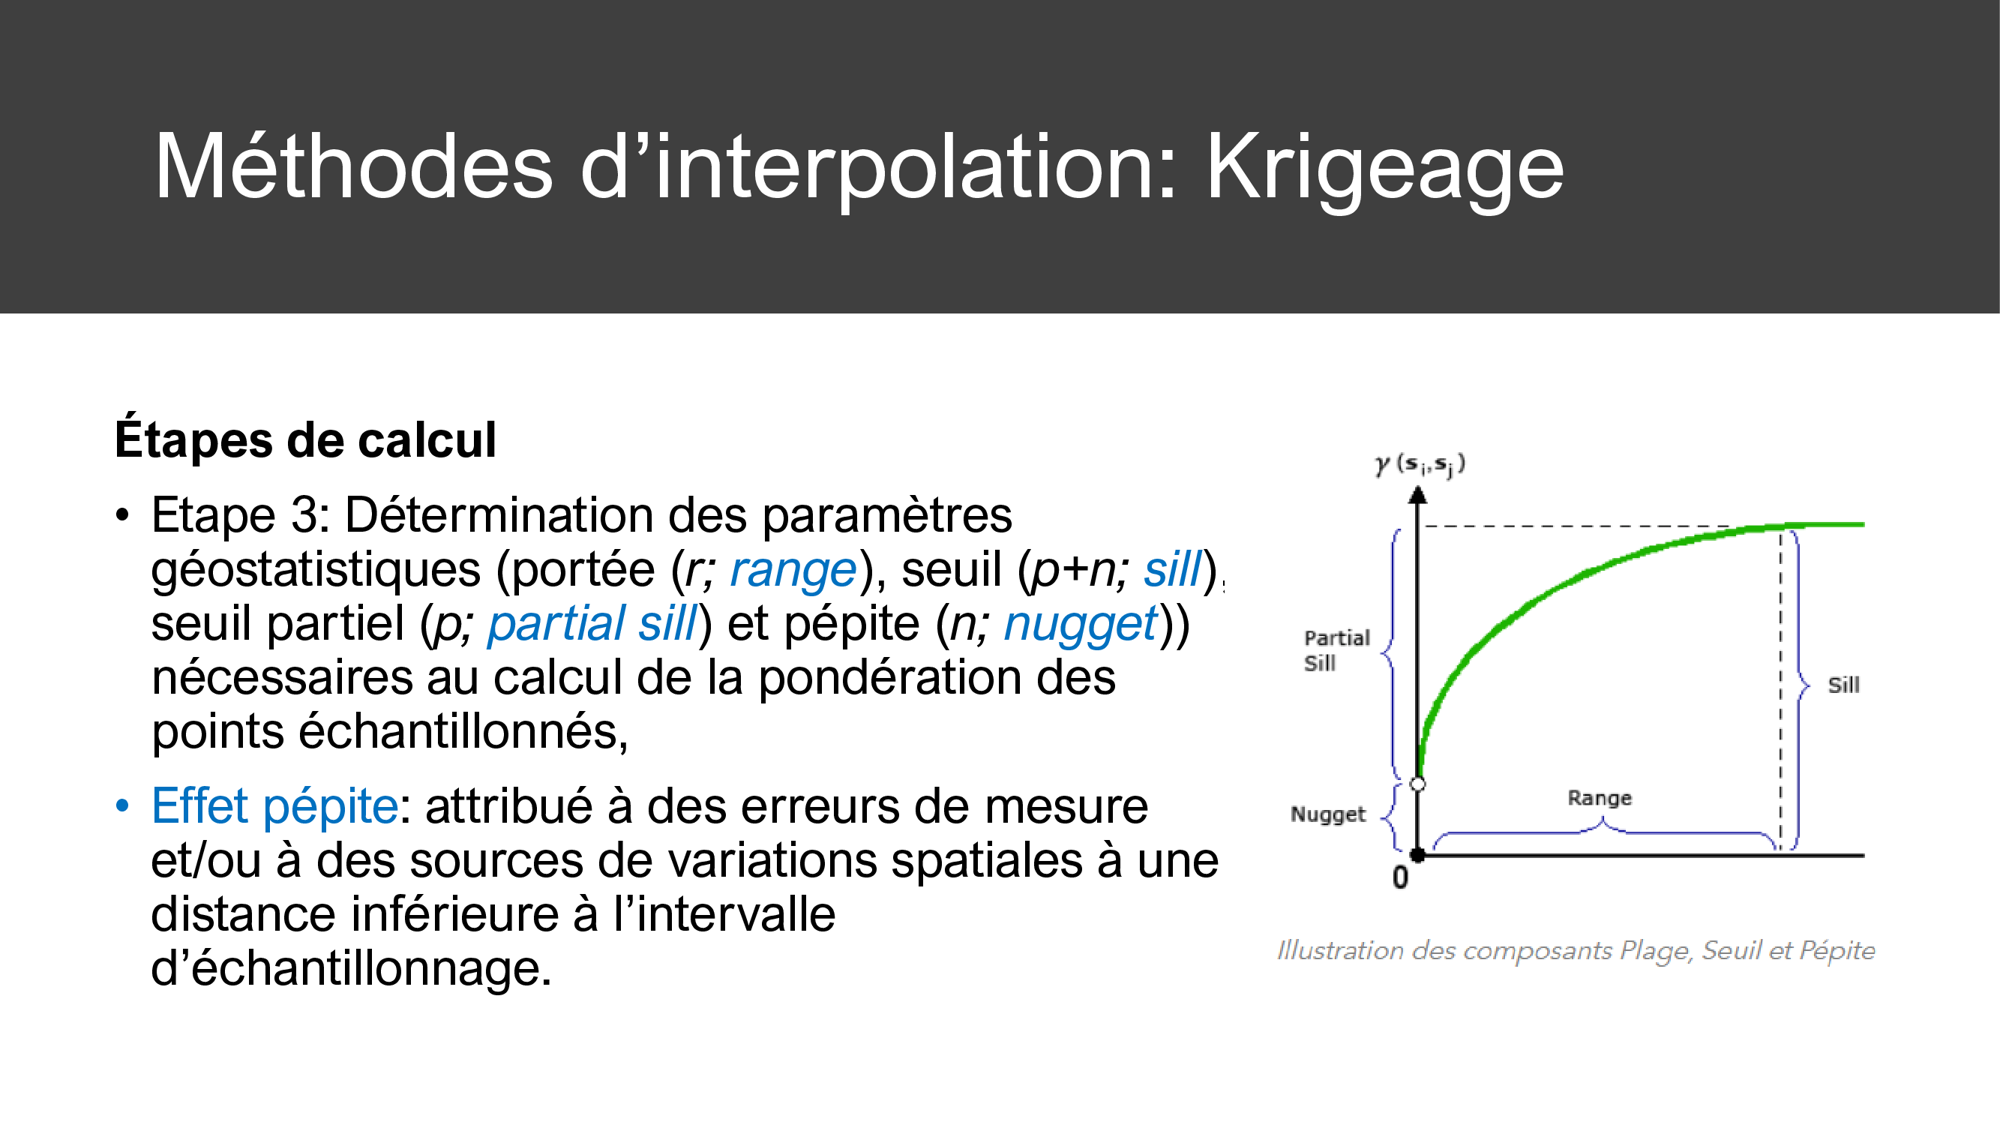 Méthodes d’interpolation: Krigeage
Étapes de calcul
• Etape 3: Détermination des paramètres
géostatistiques (portée (r; range), seuil (p+n; sill),
seuil partiel (p; partial sill) et pépite (n; nugget))
nécessaires au calcul de la pondération des
points échantillonnés,
• Effet pépite: attribué à des erreurs de mesure
et/ou à des sources de variations spatiales à une
distance inférieure à l’intervalle
d’échantillonnage.
γ (si,sj)
Partial
Sill
Sill
Nugget
Range
0
Illustration des composants Plage, Seuil et Pépite